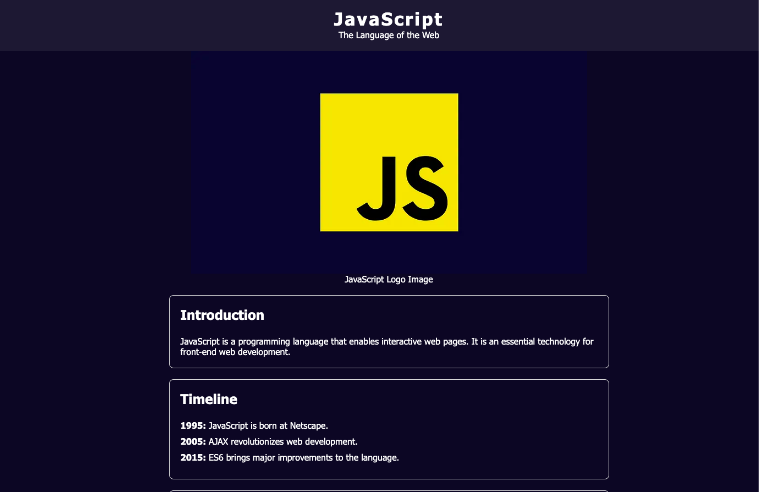 JavaScript
The Language of the Web
JS
JavaScript Logo Image
Introduction
JavaScript is a programming language that enables interactive web pages. It is an essential technology for
front-end web development.
Timeline
1995: JavaScript is born at Netscape.
2005: AJAX revolutionizes web development.
2015: ES6 brings major improvements to the language.